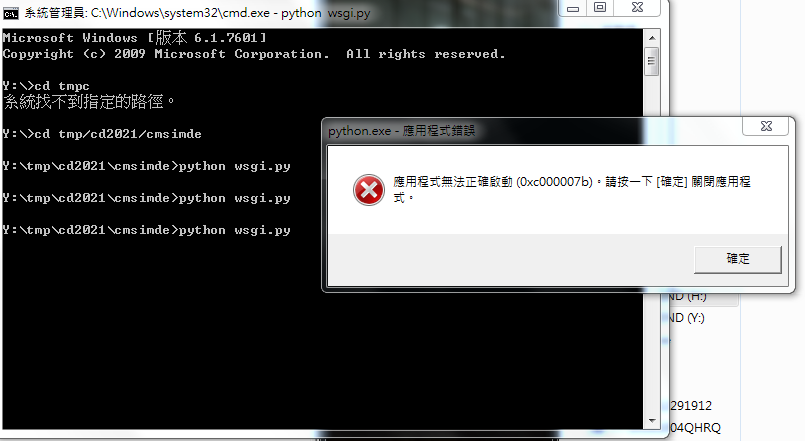 系統管理員: C:\Windows\system32\cmd.exe - python wsgi.py
Microsoft Windows [版本 6.1.7601]
Copyright (c) 2009 Microsoft Corporation.  All rights reserved.
Y:\>cd tmpc
系統找不到指定的路徑。
Y:\>cd tmp/cd2021/cmsimde
Y:\tmp\cd2021\cmsimde>python wsgi.py
Y:\tmp\cd2021\cmsimde>python wsgi.py
Y:\tmp\cd2021\cmsimde>python wsgi.py
python.exe - 應用程式錯誤
應用程式無法正確啟動 (0xc000007b)。請按一下 [確定] 關閉應用程
式。
確定
ND (H:)
ND (Y:)
291912
04QHRQ